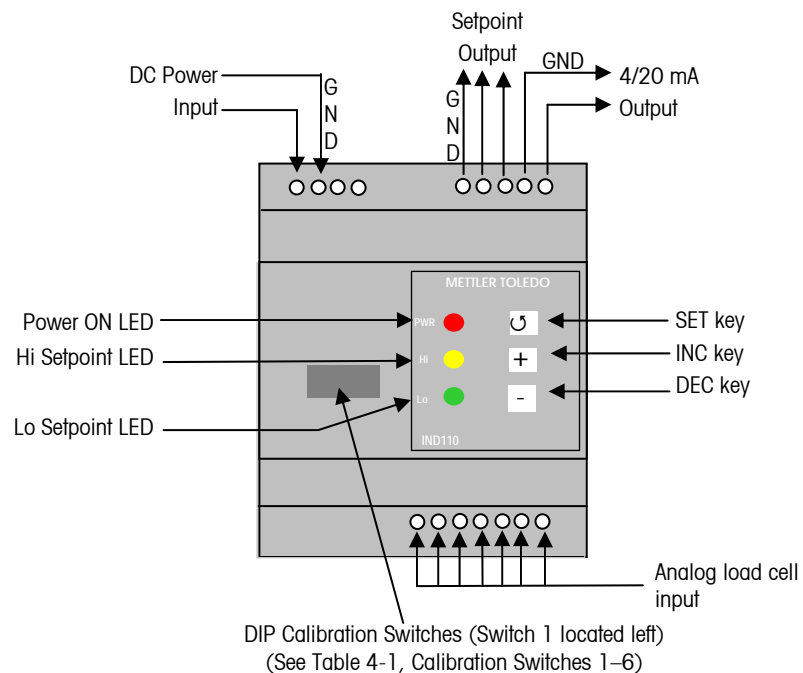 Setpoint
Output
DC Power
Input
GND
GND
GND
4/20 mA
Output
METTLER TOLEDO
Power ON LED
PWR
SET key
Hi Setpoint LED
Hi
+
INC key
Lo Setpoint LED
Lo
-
DEC key
IND110
Analog load cell
input
DIP Calibration Switches (Switch 1 located left)
(See Table 4-1, Calibration Switches 1–6)